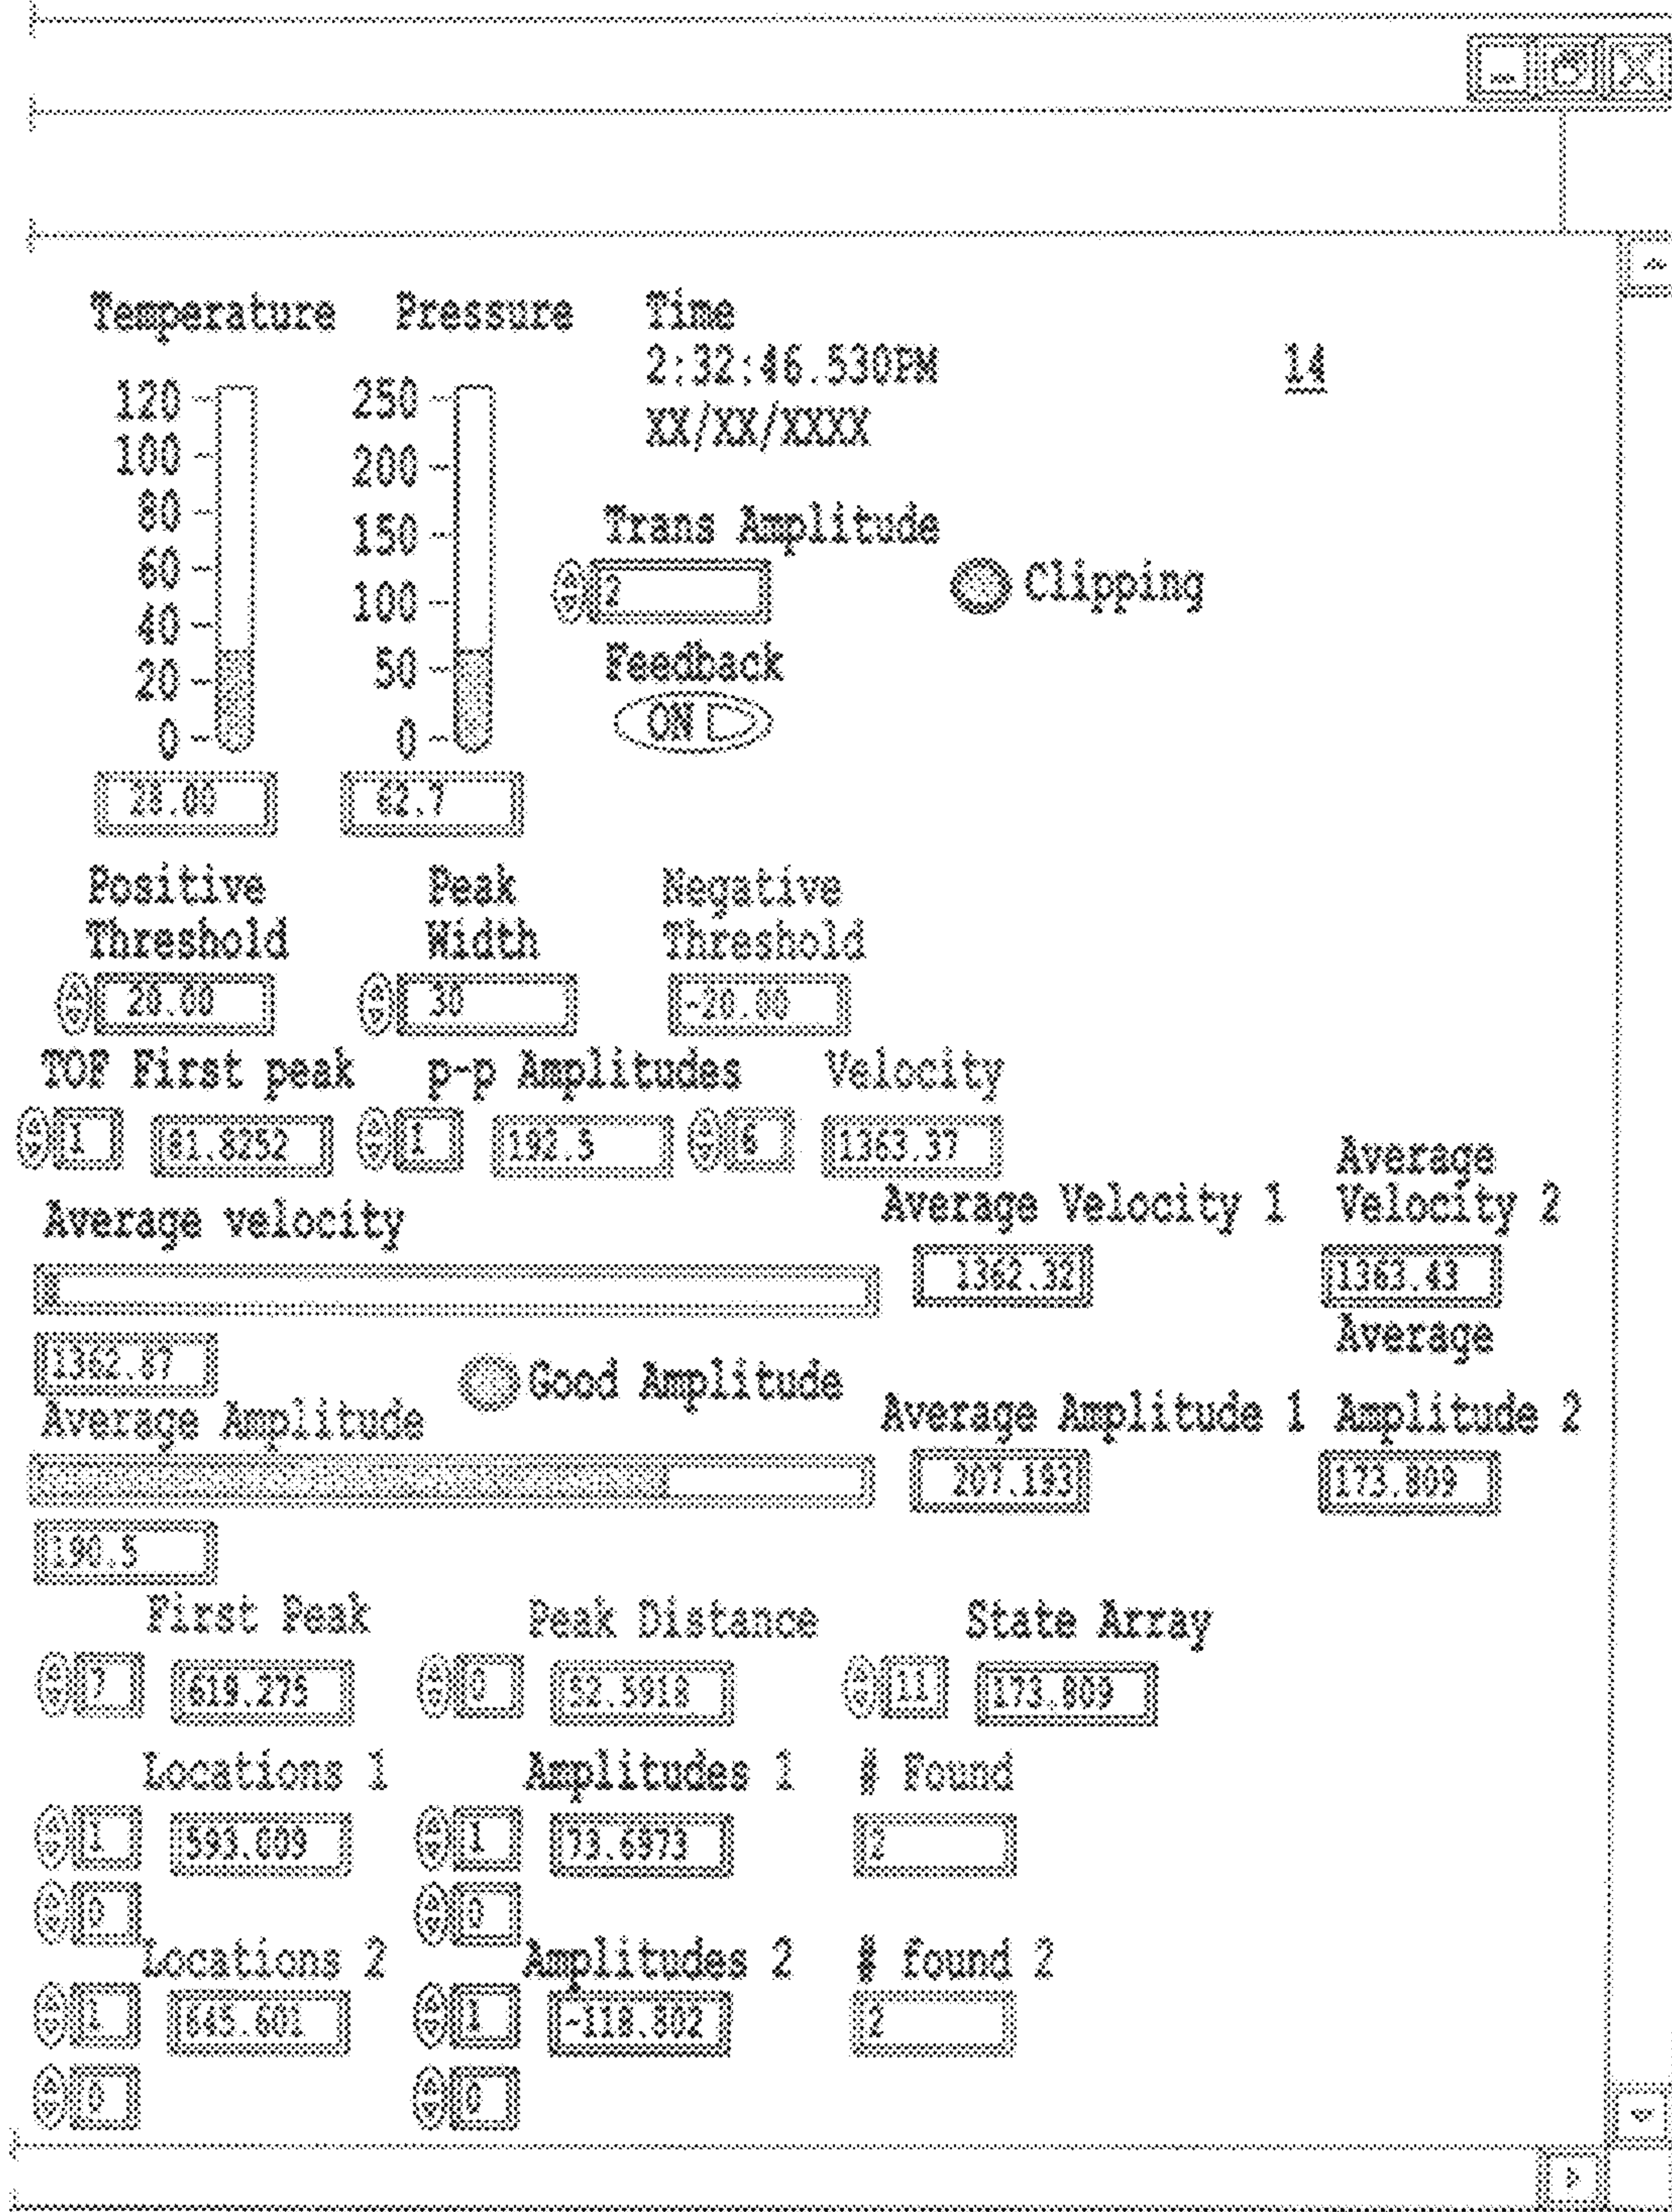 Temperature Pressure Time
2:32:46.530PM 14
XX/XX/XXXX
120 250
100 200
80 150
60 100
40 50
20 0
0
Trans Amplitude
2 Clipping
Feedback
ON
28.00 62.7
Positive Peak Negative
Threshold Width Threshold
20.00 30 -20.00
TOF First peak p-p Amplitudes Velocity
1 81.8252 1 192.5 6 1363.37
Average
Average velocity Average Velocity 1 Velocity 2
1362.32 1363.43
Average
1362.87 Good Amplitude
Average Amplitude Average Amplitude 1 Amplitude 2
207.193 173.809
190.5
First Peak Peak Distance State Array
7 619.275 0 52.5918 11 173.809
Locations 1 Amplitudes 1 # Found
1 593.009 1 73.6973 2
0 0
Locations 2 Amplitudes 2 # found 2
1 645.601 1 -118.802 2
0 0